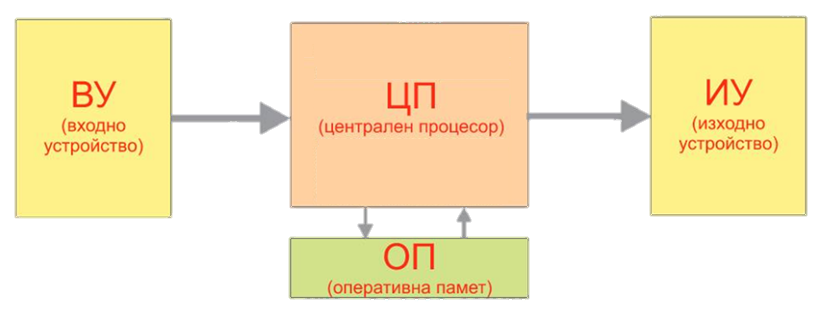 ВУ
(входно
устройство)
ЦП
(централен процесор)
ИУ
(изходно
устройство)
ОП
(оперативна памет)